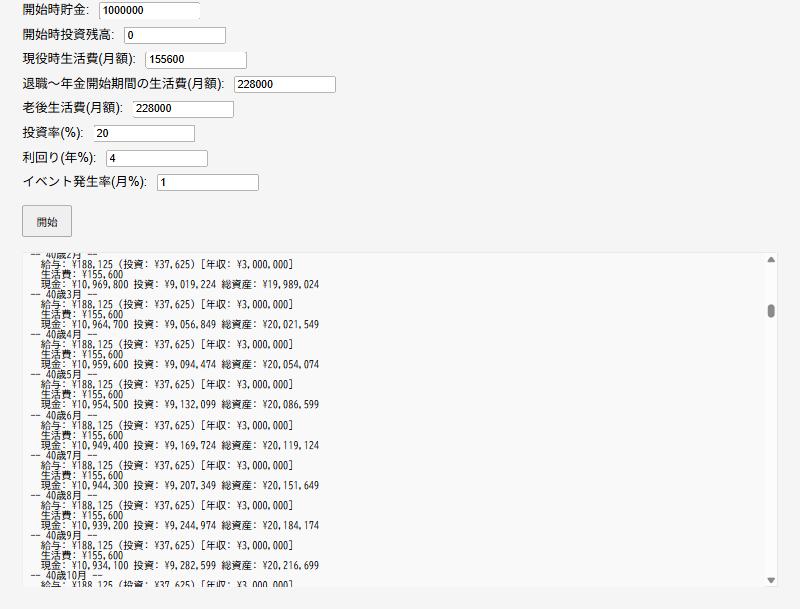 開始時貯金: 1000000
開始時投資残高: 0
現役時生活費(月額): 155600
退職～年金開始期間の生活費(月額): 228000
老後生活費(月額): 228000
投資率(%): 20
利回り(年%): 4
イベント発生率(月%): 1
開始
-- 40歳2月 --
給与: ¥188,125 (投資: ¥37,625) [年収: ¥3,000,000]
生活費: ¥155,600
現金: ¥10,969,800 投資: ¥9,019,224 総資産: ¥19,989,024
-- 40歳3月 --
給与: ¥188,125 (投資: ¥37,625) [年収: ¥3,000,000]
生活費: ¥155,600
現金: ¥10,964,700 投資: ¥9,056,849 総資産: ¥20,021,549
-- 40歳4月 --
給与: ¥188,125 (投資: ¥37,625) [年収: ¥3,000,000]
生活費: ¥155,600
現金: ¥10,959,600 投資: ¥9,094,474 総資産: ¥20,054,074
-- 40歳5月 --
給与: ¥188,125 (投資: ¥37,625) [年収: ¥3,000,000]
生活費: ¥155,600
現金: ¥10,954,500 投資: ¥9,132,099 総資産: ¥20,086,599
-- 40歳6月 --
給与: ¥188,125 (投資: ¥37,625) [年収: ¥3,000,000]
生活費: ¥155,600
現金: ¥10,949,400 投資: ¥9,169,724 総資産: ¥20,119,124
-- 40歳7月 --
給与: ¥188,125 (投資: ¥37,625) [年収: ¥3,000,000]
生活費: ¥155,600
現金: ¥10,944,300 投資: ¥9,207,349 総資産: ¥20,151,649
-- 40歳8月 --
給与: ¥188,125 (投資: ¥37,625) [年収: ¥3,000,000]
生活費: ¥155,600
現金: ¥10,939,200 投資: ¥9,244,974 総資産: ¥20,184,174
-- 40歳9月 --
給与: ¥188,125 (投資: ¥37,625) [年収: ¥3,000,000]
生活費: ¥155,600
現金: ¥10,934,100 投資: ¥9,282,599 総資産: ¥20,216,699
-- 40歳10月 --
給与: ¥188,125 (投資: ¥37,625) [年収: ¥3,000,000]